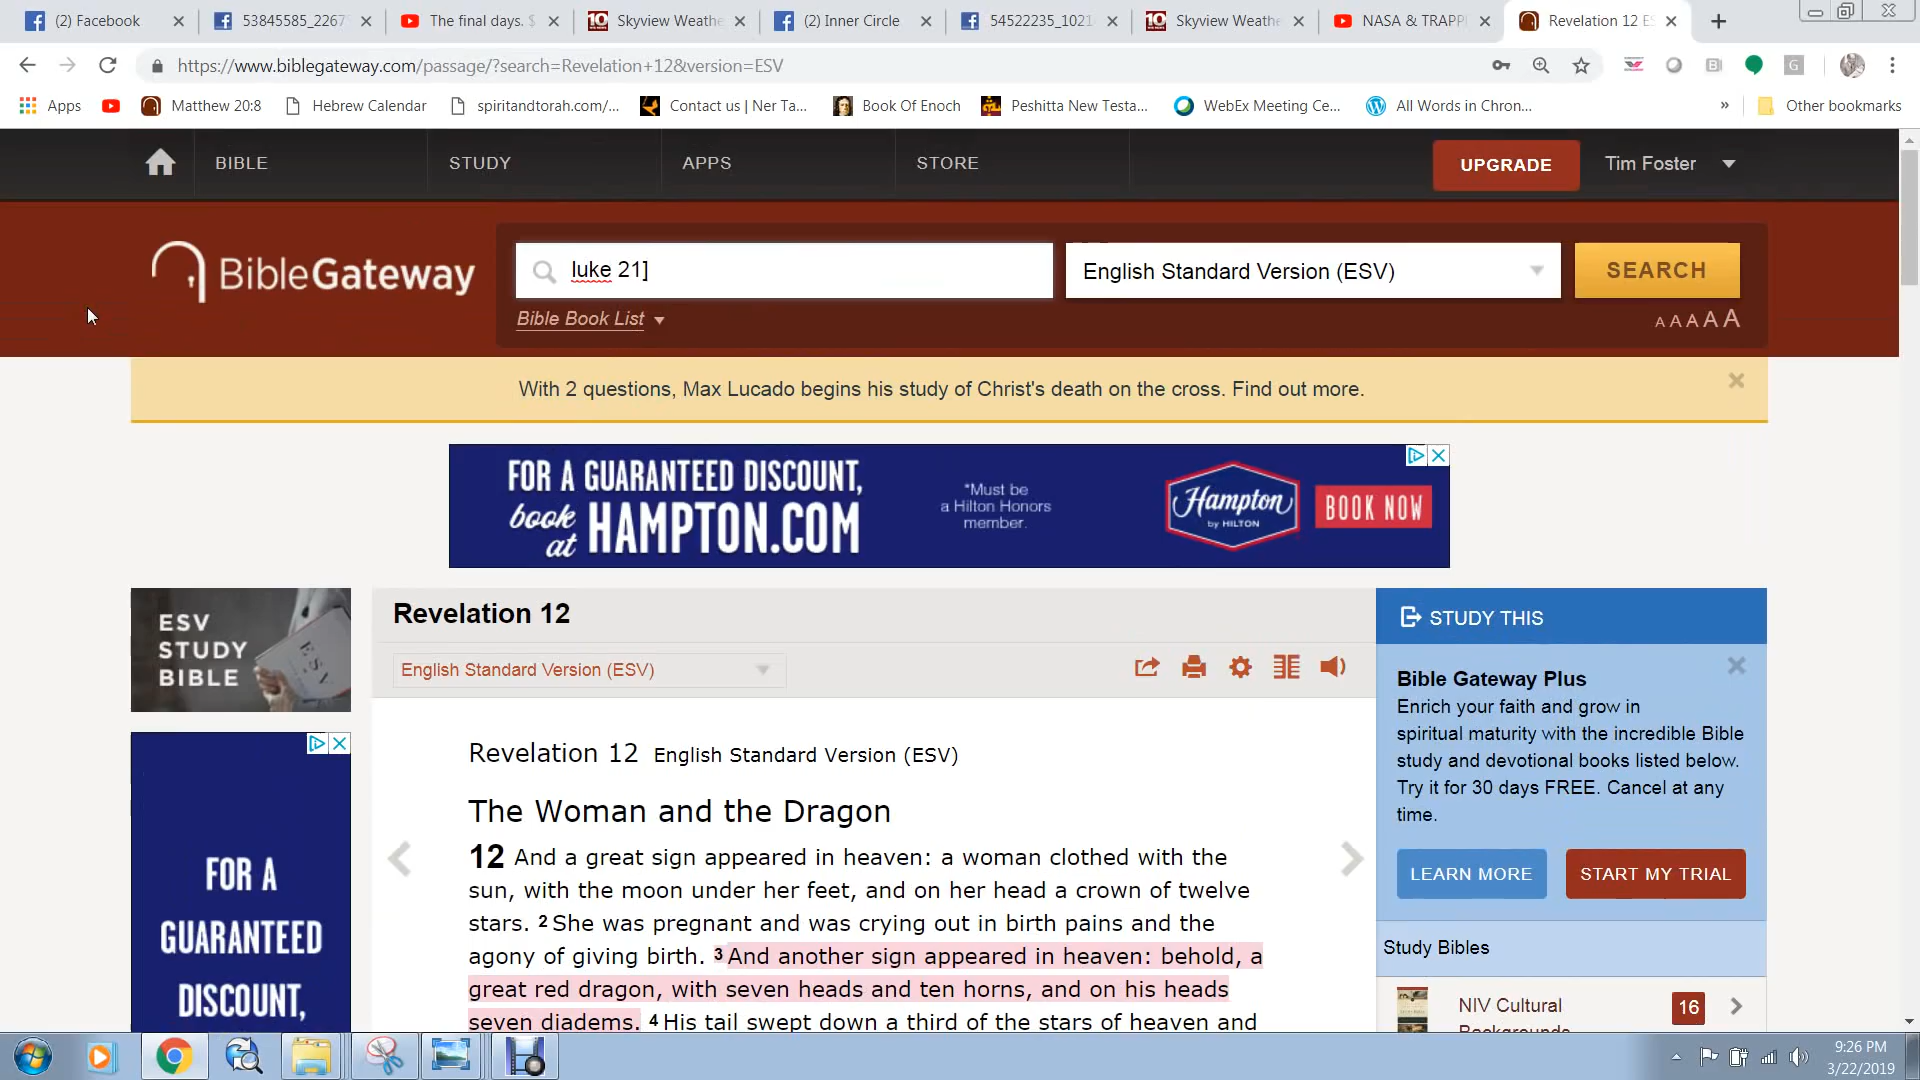 (2) Facebook
53845585_2267
The final days. S
Skyview Weathe
(2) Inner Circle
54522235_1021
Skyview Weathe
NASA & TRAPP
Revelation 12 ES
https://www.biblegateway.com/passage/?search=Revelation+12&version=ESV
Apps
Matthew 20:8
Hebrew Calendar
spiritandtorah.com/...
Contact us | Ner Ta...
Book Of Enoch
Peshitta New Testa...
WebEx Meeting Ce...
All Words in Chron...
»
Other bookmarks
BIBLE
STUDY
APPS
STORE
UPGRADE
Tim Foster
BibleGateway
luke 21]
English Standard Version (ESV)
SEARCH
Bible Book List
A A A A A
With 2 questions, Max Lucado begins his study of Christ's death on the cross. Find out more.
FOR A GUARANTEED DISCOUNT,
book at HAMPTON.COM
*Must be
a Hilton Honors
member.
Hampton
by HILTON
BOOK NOW
ESV
STUDY
BIBLE
Revelation 12
English Standard Version (ESV)
Revelation 12 English Standard Version (ESV)
The Woman and the Dragon
12 And a great sign appeared in heaven: a woman clothed with the
sun, with the moon under her feet, and on her head a crown of twelve
stars. 2 She was pregnant and was crying out in birth pains and the
agony of giving birth. 3 And another sign appeared in heaven: behold, a
great red dragon, with seven heads and ten horns, and on his heads
seven diadems. 4 His tail swept down a third of the stars of heaven and
FOR A
GUARANTEED
DISCOUNT,
STUDY THIS
Bible Gateway Plus
Enrich your faith and grow in
spiritual maturity with the incredible Bible
study and devotional books listed below.
Try it for 30 days FREE. Cancel at any
time.
LEARN MORE
START MY TRIAL
Study Bibles
NIV Cultural
Backgrounds
16
9:26 PM
3/22/2019